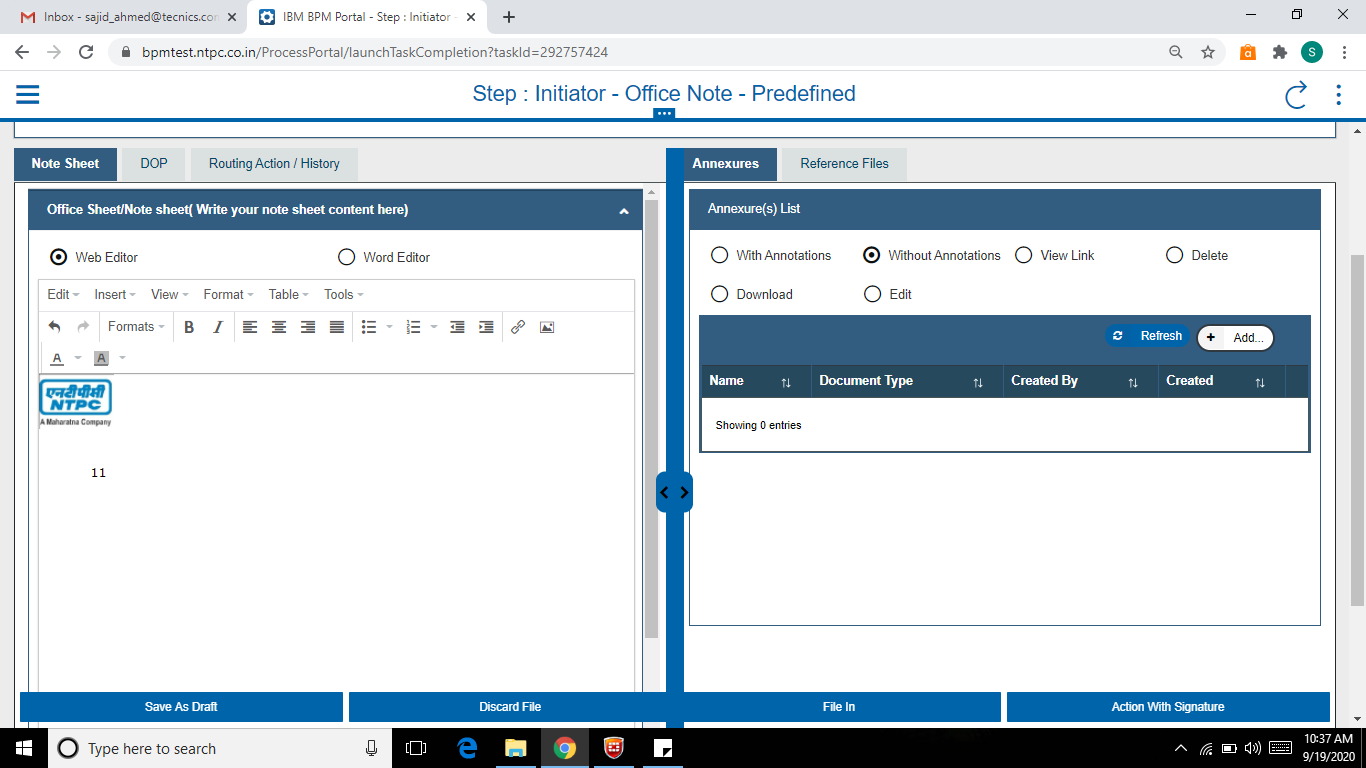 Inbox - sajid_ahmed@tecnics.con
IBM BPM Portal - Step : Initiator -
bpmtest.ntpc.co.in/ProcessPortal/launchTaskCompletion?taskId=292757424
S
Step : Initiator - Office Note - Predefined
Note Sheet
DOP
Routing Action / History
Annexures
Reference Files
Office Sheet/Note sheet( Write your note sheet content here)
Annexure(s) List
Web Editor
Word Editor
With Annotations
Without Annotations
View Link
Delete
Download
Edit
Edit
Insert
View
Format
Table
Tools
Formats
B
I
A
A
Refresh
+ Add...
Name
Document Type
Created By
Created
Showing 0 entries
एनटीपीसी
NTPC
A Maharatna Company
11
Save As Draft
Discard File
File In
Action With Signature
Type here to search
10:37 AM
9/19/2020